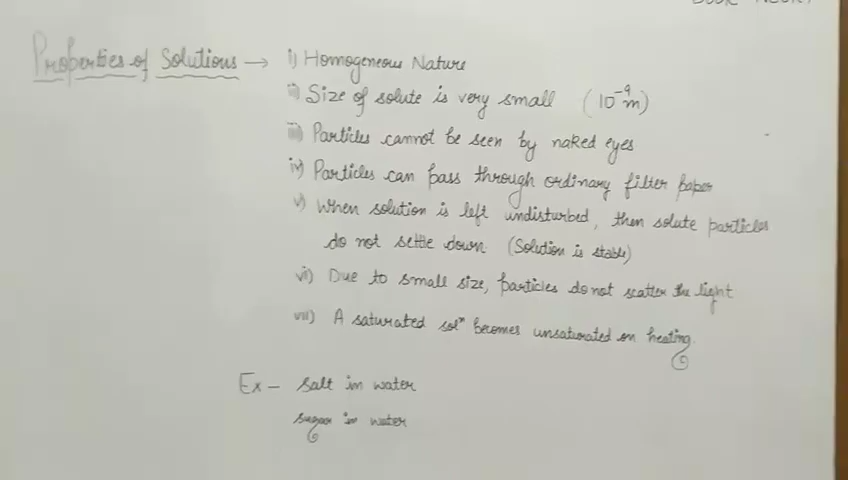 Properties of Solutions → i) Homogeneous Nature
ii) Size of solute is very small (10⁻⁹m)
iii) Particles cannot be seen by naked eyes
iv) Particles can pass through ordinary filter paper
v) When solution is left undisturbed, then solute particles
do not settle down (Solution is stable)
vi) Due to small size, particles do not scatter the light
vii) A saturated solⁿ becomes unsaturated on heating.
Ex – Salt in water
sugar in water